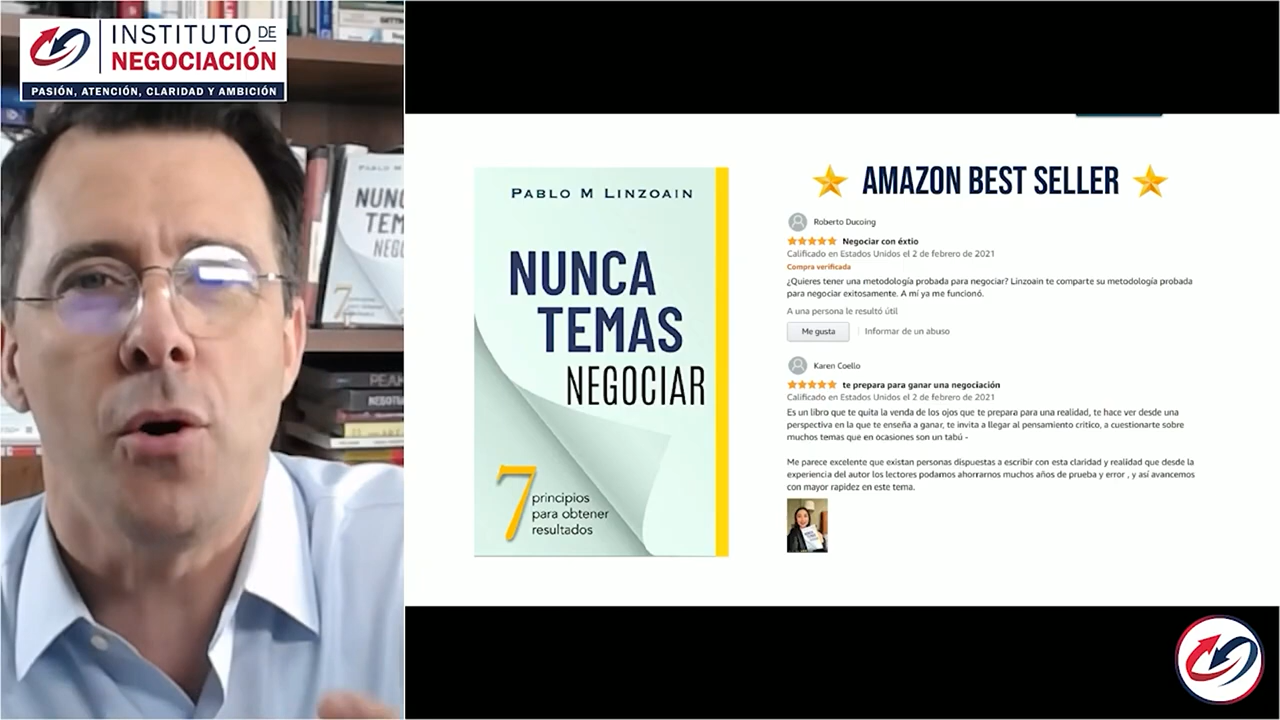 INSTITUTO DE
NEGOCIACIÓN
PASIÓN, ATENCIÓN, CLARIDAD Y AMBICIÓN
PABLO M
NUNC
TEM
NEGO
7
PABLO M LINZOAIN
NUNCA
TEMAS
NEGOCIAR
7 principios
para obtener
resultados
AMAZON BEST SELLER
Roberto Ducoing
Negociar con éxtio
Calificado en Estados Unidos el 2 de febrero de 2021
Compra verificada
¿Quieres tener una metodología probada para negociar? Linzoain te comparte su metodología probada
para negociar exitosamente. A mí ya me funcionó.
A una persona le resultó útil
Me gusta | Informar de un abuso
Karen Coello
te prepara para ganar una negociación
Calificado en Estados Unidos el 2 de febrero de 2021
Es un libro que te quita la venda de los ojos que te prepara para una realidad, te hace ver desde una
perspectiva en la que te enseña a ganar, te invita a llegar al pensamiento critico, a cuestionarte sobre
muchos temas que en ocasiones son un tabú -
Me parece excelente que existan personas dispuestas a escribir con esta claridad y realidad que desde la
experiencia del autor los lectores podamos ahorrarnos muchos años de prueba y error , y así avancemos
con mayor rapidez en este tema.